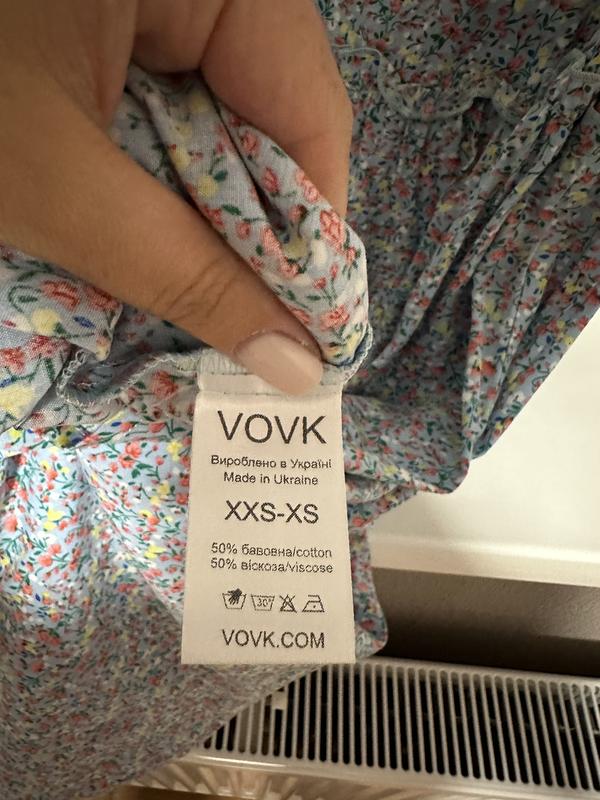 VOVK
Вироблено в Україні
Made in Ukraine
XXS-XS
50% бавовна/cotton
50% віскоза/viscose
30°
VOVK.COM